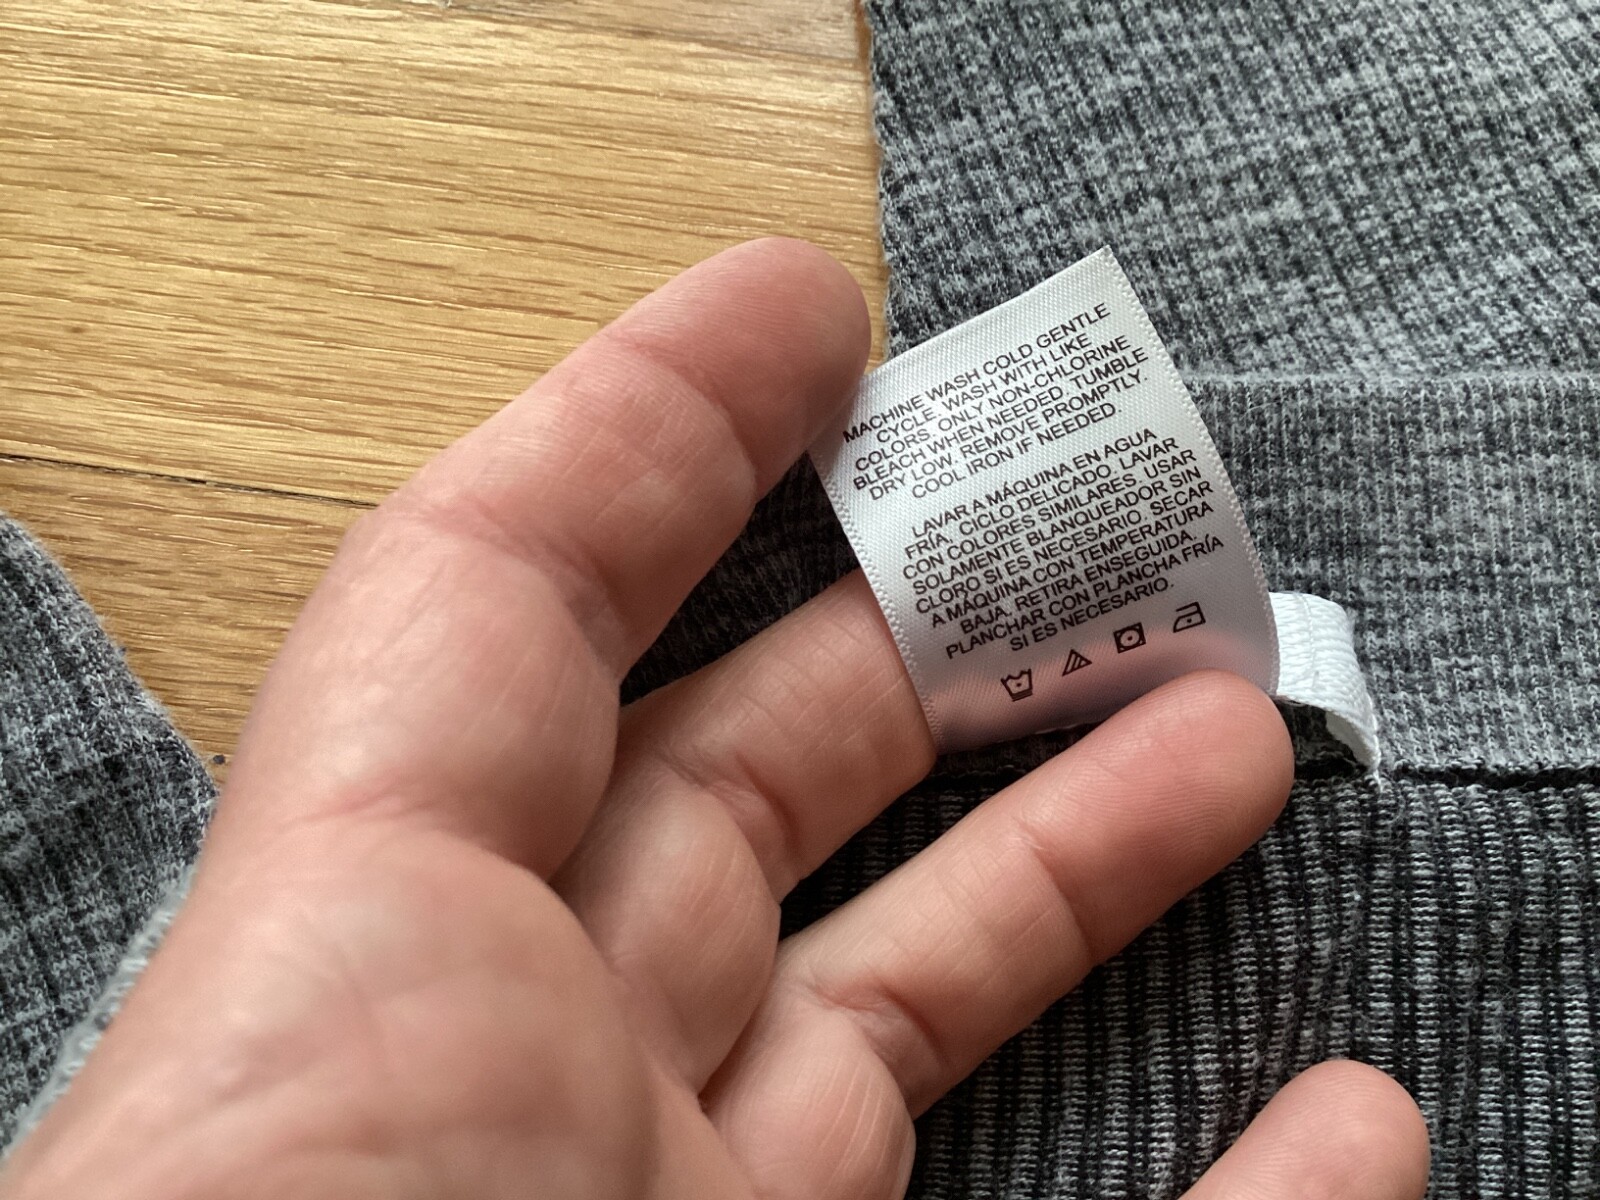 MACHINE WASH COLD GENTLE
CYCLE. WASH WITH LIKE
COLORS. ONLY NON-CHLORINE
BLEACH WHEN NEEDED. TUMBLE
DRY LOW. REMOVE PROMPTLY.
COOL IRON IF NEEDED.
LAVAR A MÁQUINA EN AGUA
FRÍA. CICLO DELICADO. LAVAR
CON COLORES SIMILARES. USAR
SOLAMENTE BLANQUEADOR SIN
CLORO SI ES NECESARIO. SECAR
A MÁQUINA CON TEMPERATURA
BAJA. RETIRA ENSEGUIDA.
PLANCHAR CON PLANCHA FRÍA
SI ES NECESARIO.